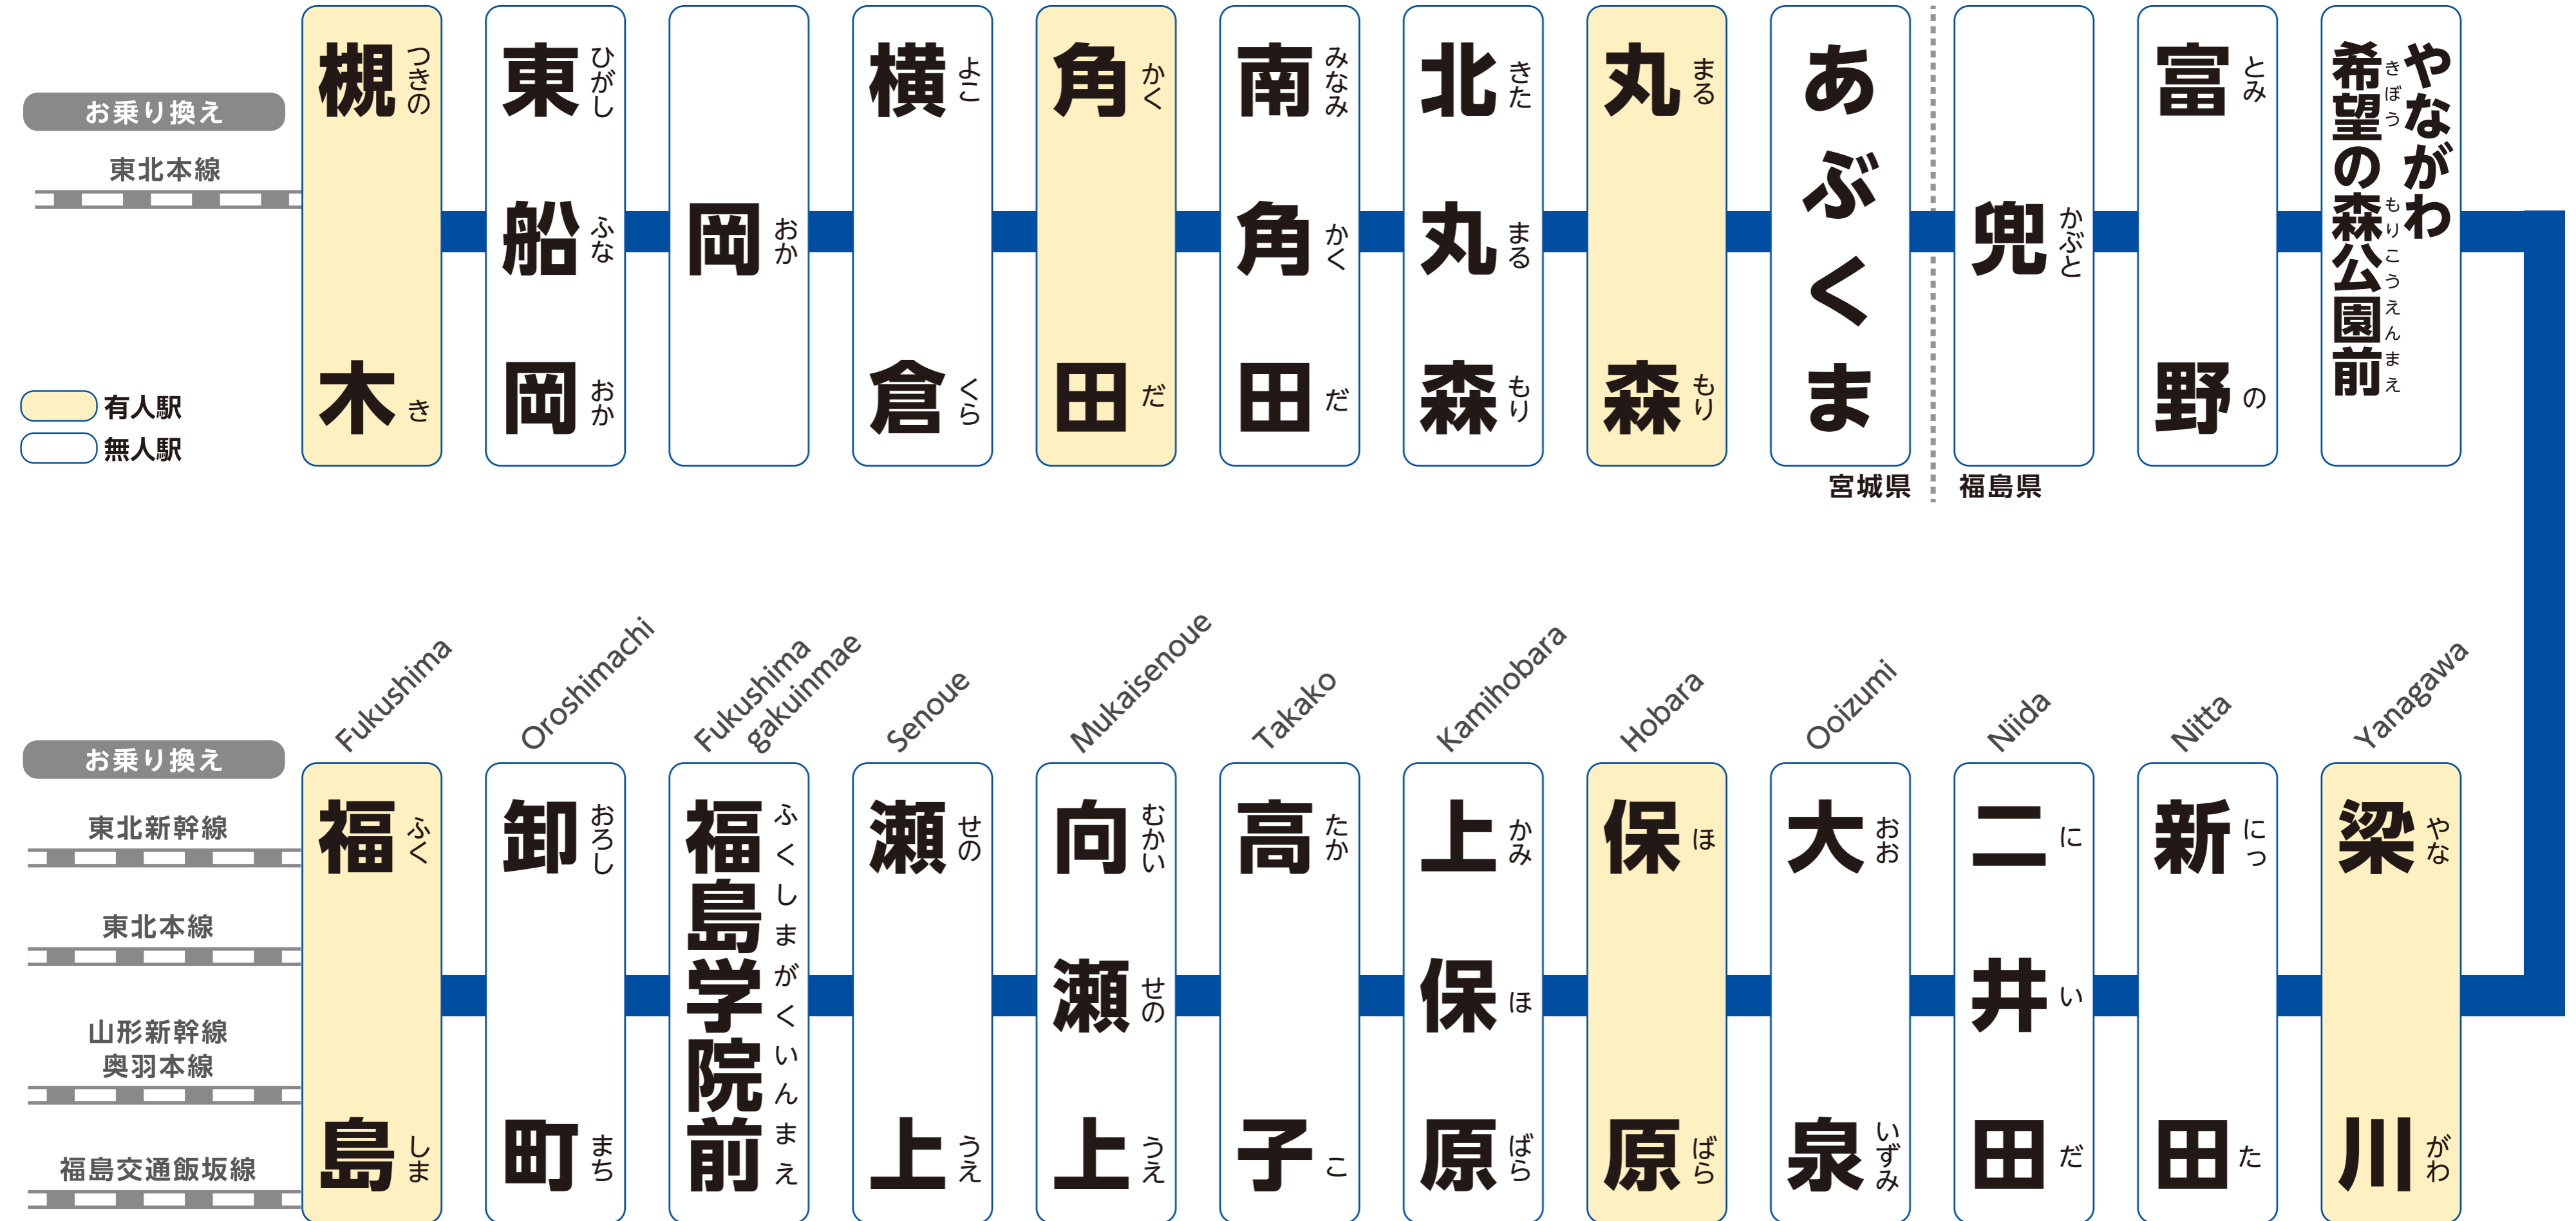 お乗り換え
東北本線
有人駅
無人駅
槻木
つきのき
東船岡
ひがしふなおか
岡
おか
横倉
よこくら
角田
かくだ
南角田
みなみかくだ
北丸森
きたまるもり
丸森
まるもり
あぶくま
宮城県
福島県
兜
かぶと
富野
とみの
やながわ
希望の森公園前
きぼうもりこうえんまえ
お乗り換え
東北新幹線
東北本線
山形新幹線
奥羽本線
福島交通飯坂線
Fukushima
福島
ふくしま
Oroshimachi
卸町
おろしまち
Fukushima
gakuinmae
福島学院前
ふくしまがくいんまえ
Senoue
瀬上
せのうえ
Mukaisenoue
向瀬上
むかいせのうえ
Takako
高子
たかこ
Kamihobara
上保原
かみほばら
Hobara
保原
ほばら
Ooizumi
大泉
おおいずみ
Niida
二井田
にいだ
Nitta
新田
にった
Yanagawa
梁川
やながわ